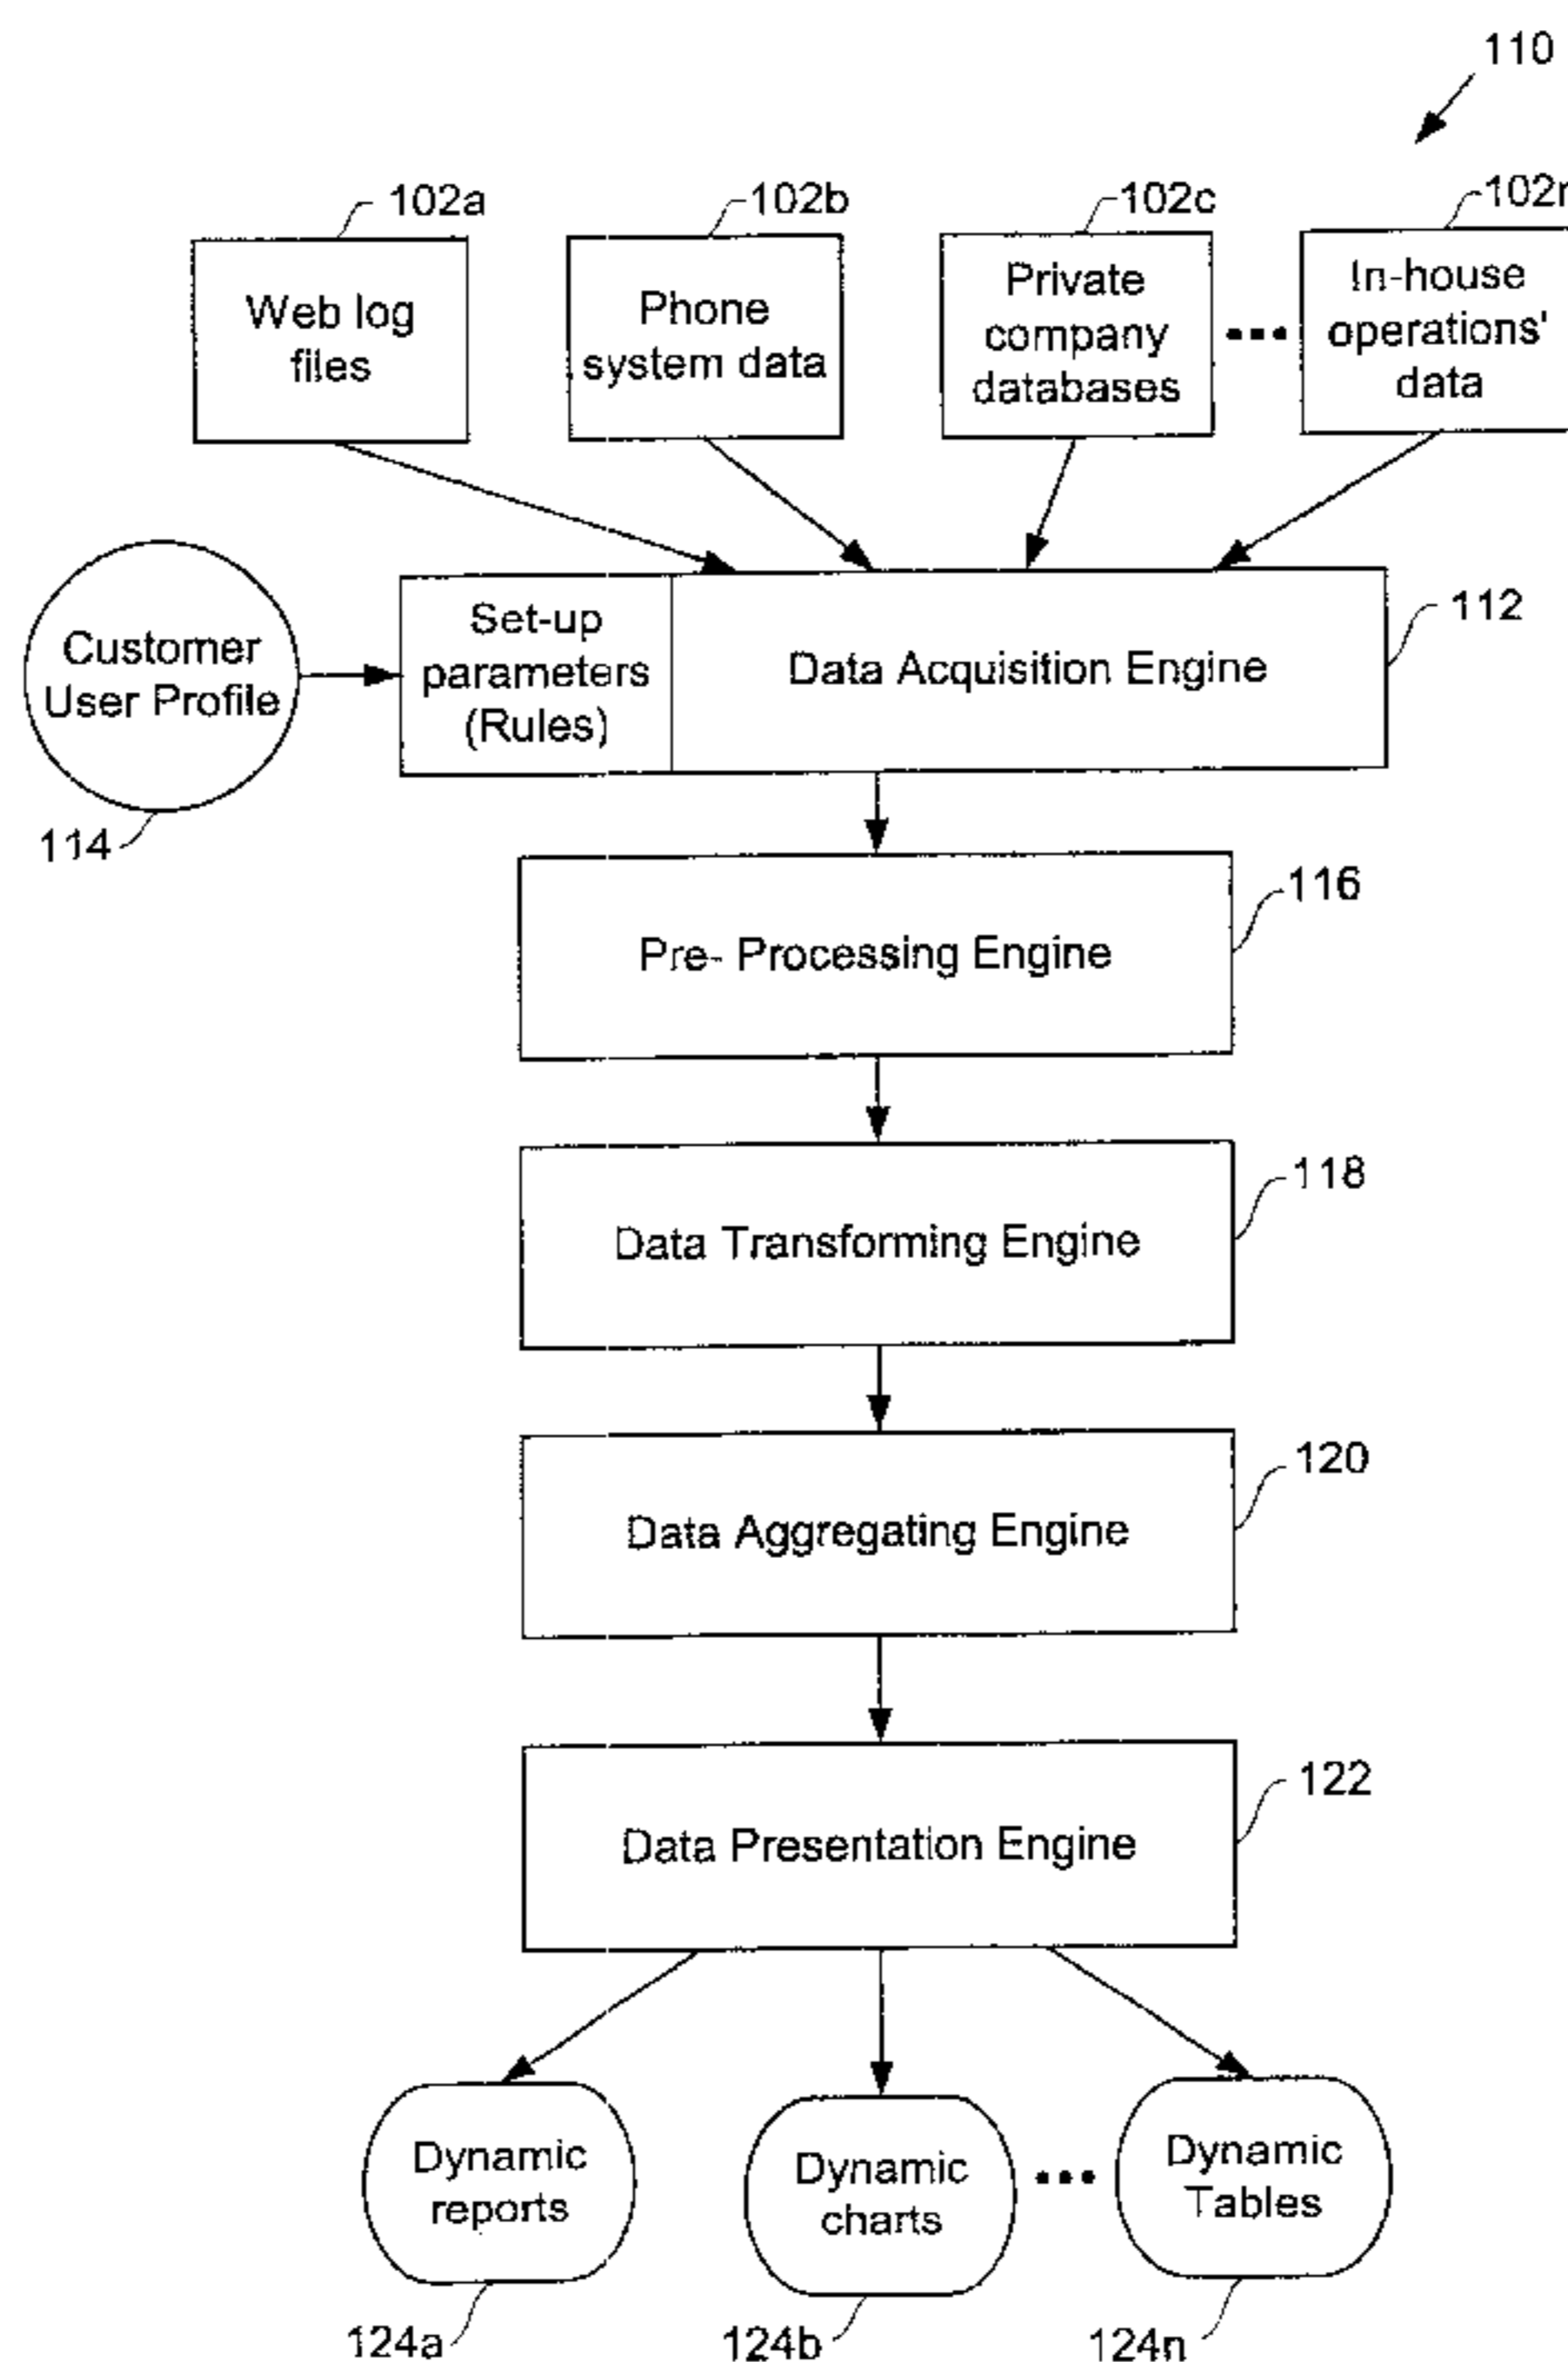 110
102a
102b
102c
Web log
files
Phone
system data
Private
company
databases
In-house
operations'
data
Customer
User Profile
114
Set-up
parameters
(Rules)
Data Acquisition Engine
112
Pre- Processing Engine
116
Data Transforming Engine
118
Data Aggregating Engine
120
Data Presentation Engine
122
Dynamic
reports
Dynamic
charts
Dynamic
Tables
124a
124b
124n